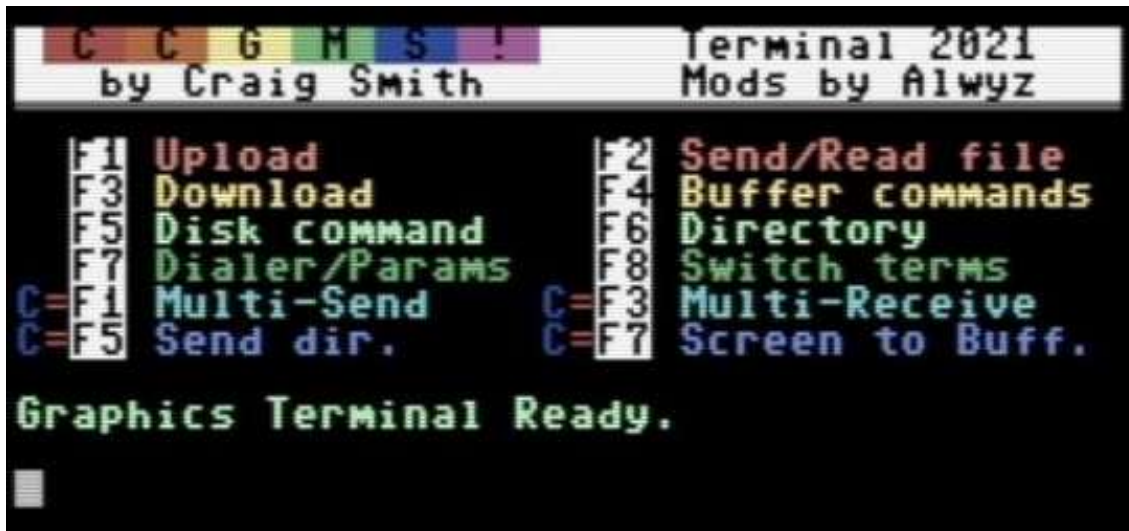 C C G M S ! Terminal 2021
by Craig Smith Mods by Alwyz
F1 Upload F2 Send/Read file
F3 Download F4 Buffer commands
F5 Disk command F6 Directory
F7 Dialer/Params F8 Switch terms
C=F1 Multi-Send C=F3 Multi-Receive
C=F5 Send dir. C=F7 Screen to Buff.
Graphics Terminal Ready.